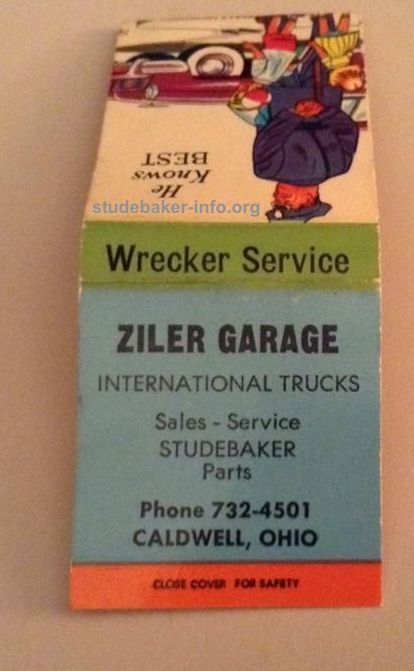 He
Knows
BEST
studebaker-info.org
Wrecker Service
ZILER GARAGE
INTERNATIONAL TRUCKS
Sales - Service
STUDEBAKER
Parts
Phone 732-4501
CALDWELL, OHIO
CLOSE COVER FOR SAFETY